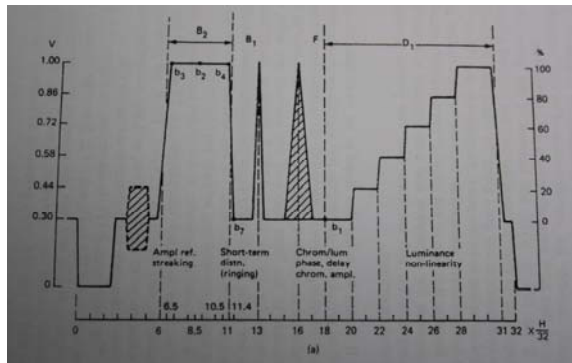 B2 B1 F D1
V %
1.00 100
b3 b2 b4
0.86 80
0.72 60
0.58 40
0.44 20
0.30 b7 b1 0
Ampl ref. Short-term Chrom/lum Luminance
streaking distn. phase, delay non-linearity
(ringing) chrom. ampl.
0
6.5 10.5 11.4
0 2 4 6 8,5 11 13 16 18 20 22 24 26 28 31 32 X H/32
(a)